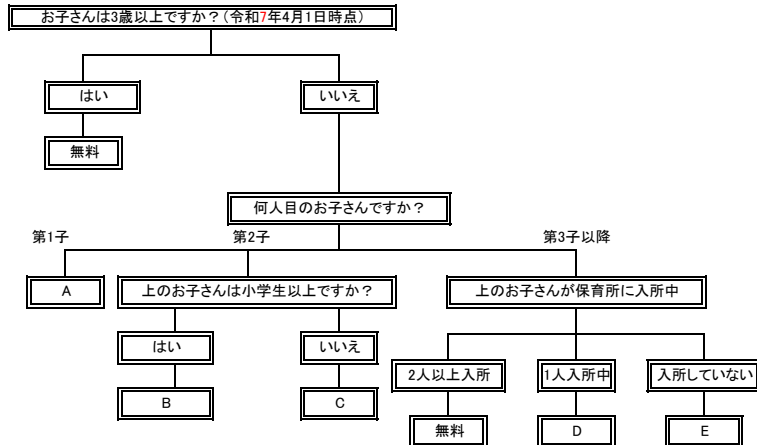 お子さんは3歳以上ですか？(令和7年4月1日時点)
はい
いいえ
無料
何人目のお子さんですか？
第1子
第2子
第3子以降
A
上のお子さんは小学生以上ですか？
上のお子さんが保育所に入所中
はい
いいえ
2人以上入所
1人入所中
入所していない
B
C
無料
D
E